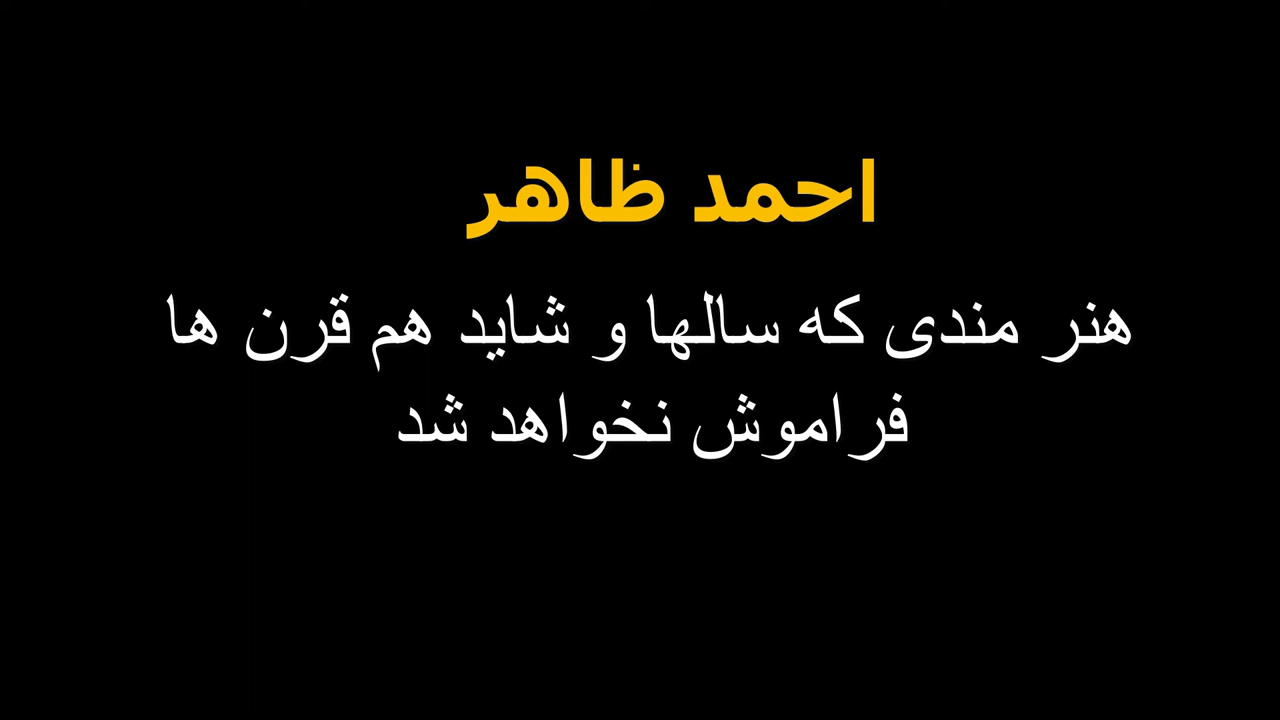 احمد ظاهر
هنر مندی که سالها و شاید هم قرن ها
فراموش نخواهد شد